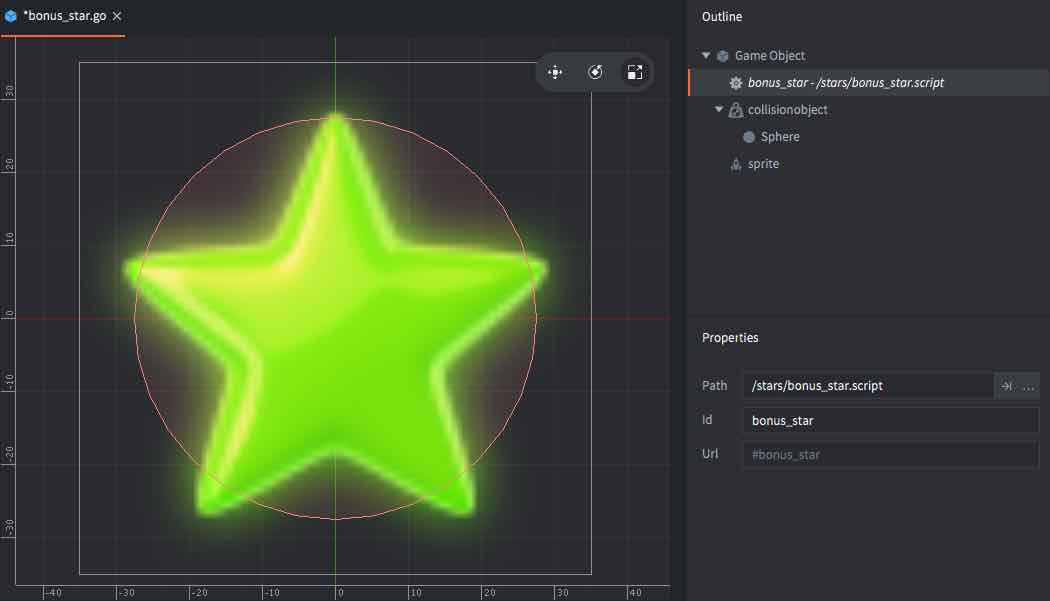 *bonus_star.go
Outline
Game Object
bonus_star - /stars/bonus_star.script
collisionobject
Sphere
sprite
Properties
Path /stars/bonus_star.script ...
Id bonus_star
Url #bonus_star
30
20
10
0
-10
-20
-30
-40 -30 -20 -10 0 10 20 30 40